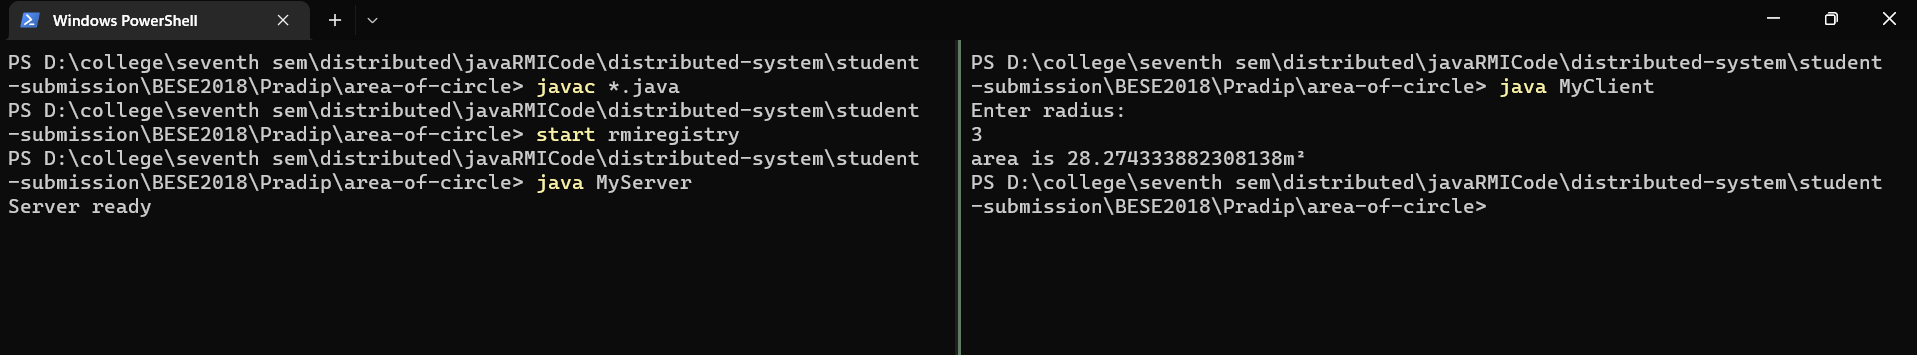 Windows PowerShell
PS D:\college\seventh sem\distributed\javaRMICode\distributed-system\student
-submission\BESE2018\Pradip\area-of-circle> javac *.java
PS D:\college\seventh sem\distributed\javaRMICode\distributed-system\student
-submission\BESE2018\Pradip\area-of-circle> start rmiregistry
PS D:\college\seventh sem\distributed\javaRMICode\distributed-system\student
-submission\BESE2018\Pradip\area-of-circle> java MyServer
Server ready
PS D:\college\seventh sem\distributed\javaRMICode\distributed-system\student
-submission\BESE2018\Pradip\area-of-circle> java MyClient
Enter radius:
3
area is 28.274333882308138m²
PS D:\college\seventh sem\distributed\javaRMICode\distributed-system\student
-submission\BESE2018\Pradip\area-of-circle>